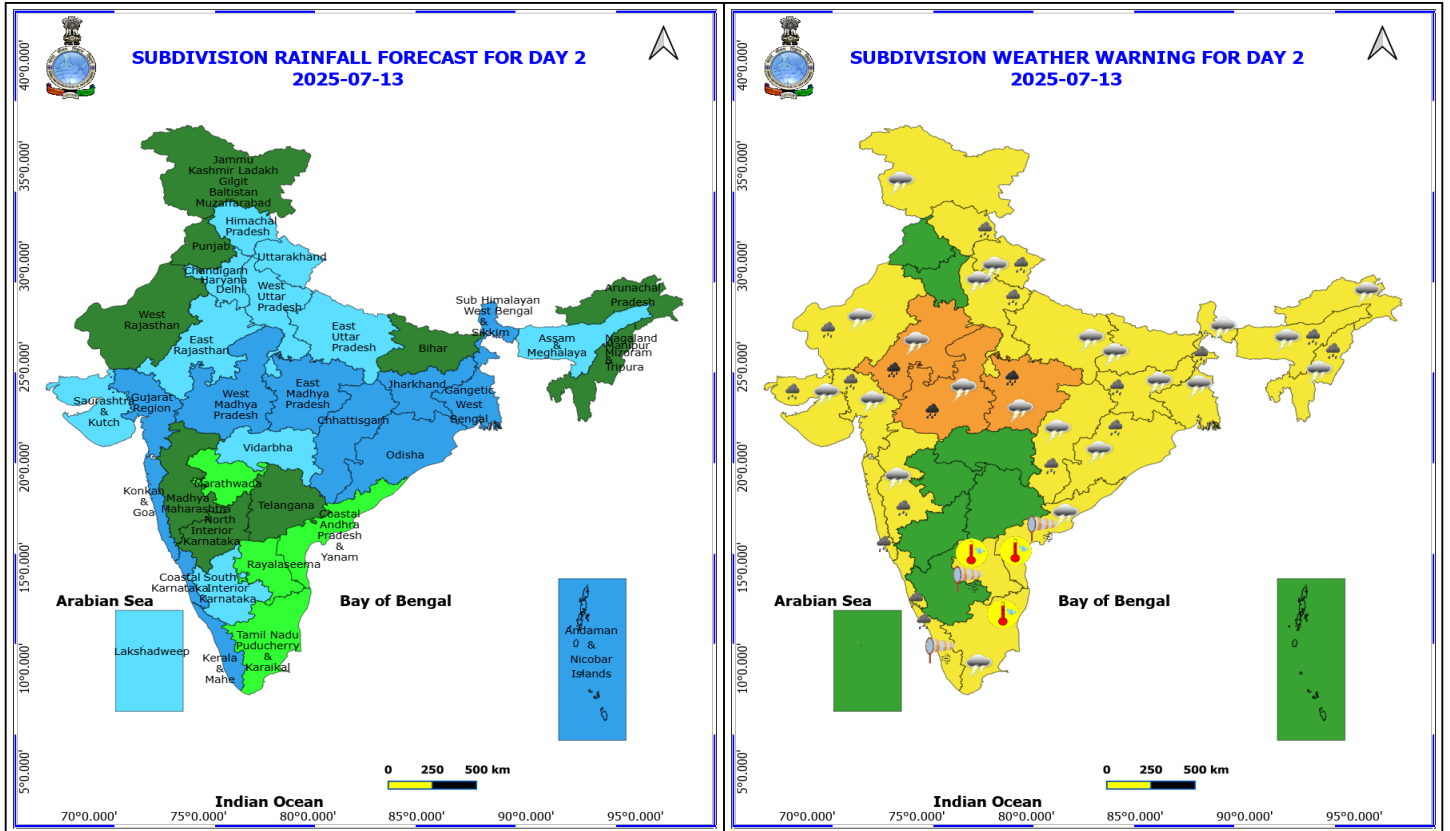 SUBDIVISION RAINFALL FORECAST FOR DAY 2
2025-07-13
40°0.000'
35°0.000'
30°0.000'
25°0.000'
20°0.000'
15°0.000'
10°0.000'
5°0.000'
Jammu
Kashmir Ladakh
Gilgit
Baltistan
Muzaffarabad
Himachal
Pradesh
Punjab
Uttarakhand
Chandigarh
Haryana
Delhi
West
Uttar
Pradesh
West
Rajasthan
East
Rajasthan
East
Uttar
Pradesh
Bihar
Sub Himalayan
West Bengal
&
Sikkim
Arunachal
Pradesh
Assam
&
Meghalaya
Nagaland
Manipur
Mizoram
&
Tripura
Saurashtra
&
Kutch
Gujarat
Region
West
Madhya
Pradesh
East
Madhya
Pradesh
Jharkhand
Gangetic
West
Bengal
Chhattisgarh
Odisha
Vidarbha
Marathwada
Konkan
&
Goa
Madhya
Maharashtra
North
Interior
Karnataka
Telangana
Coastal
Andhra
Pradesh
&
Yanam
Rayalaseema
Coastal
Karnataka
South
Interior
Karnataka
Tamil Nadu
Puducherry
&
Karaikal
Kerala
&
Mahe
Arabian Sea
Lakshadweep
Bay of Bengal
Andaman
&
Nicobar
Islands
0 250 500 km
Indian Ocean
70°0.000' 75°0.000' 80°0.000' 85°0.000' 90°0.000' 95°0.000'
SUBDIVISION WEATHER WARNING FOR DAY 2
2025-07-13
40°0.000'
35°0.000'
30°0.000'
25°0.000'
20°0.000'
15°0.000'
10°0.000'
5°0.000'
Arabian Sea
Bay of Bengal
0 250 500 km
Indian Ocean
70°0.000' 75°0.000' 80°0.000' 85°0.000' 90°0.000' 95°0.000'